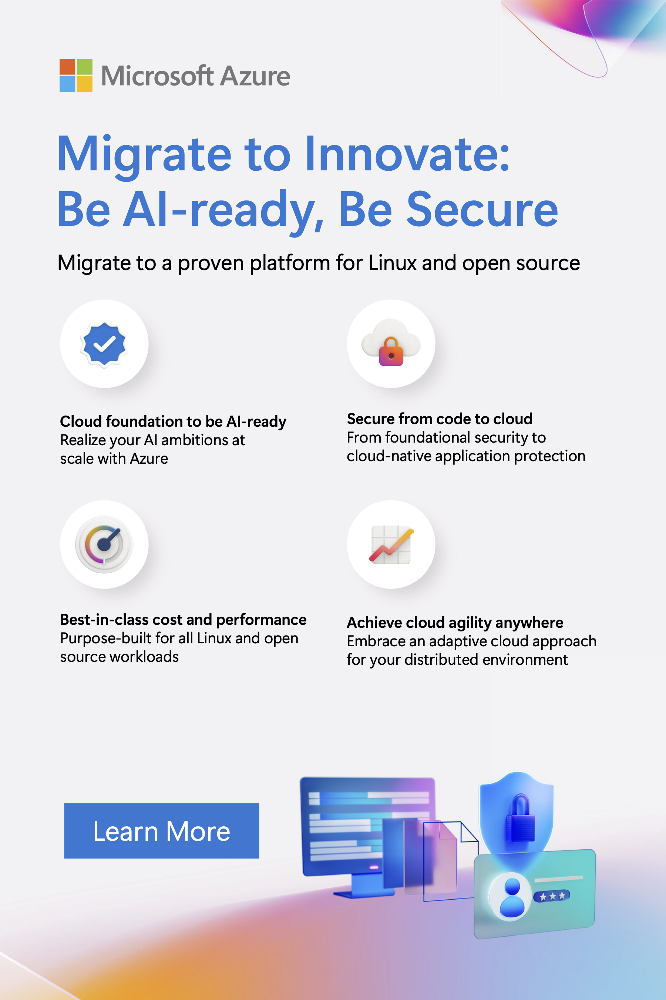 Microsoft Azure
Migrate to Innovate:
Be AI-ready, Be Secure
Migrate to a proven platform for Linux and open source
Cloud foundation to be AI-ready
Realize your AI ambitions at
scale with Azure
Secure from code to cloud
From foundational security to
cloud-native application protection
Best-in-class cost and performance
Purpose-built for all Linux and open
source workloads
Achieve cloud agility anywhere
Embrace an adaptive cloud approach
for your distributed environment
Learn More